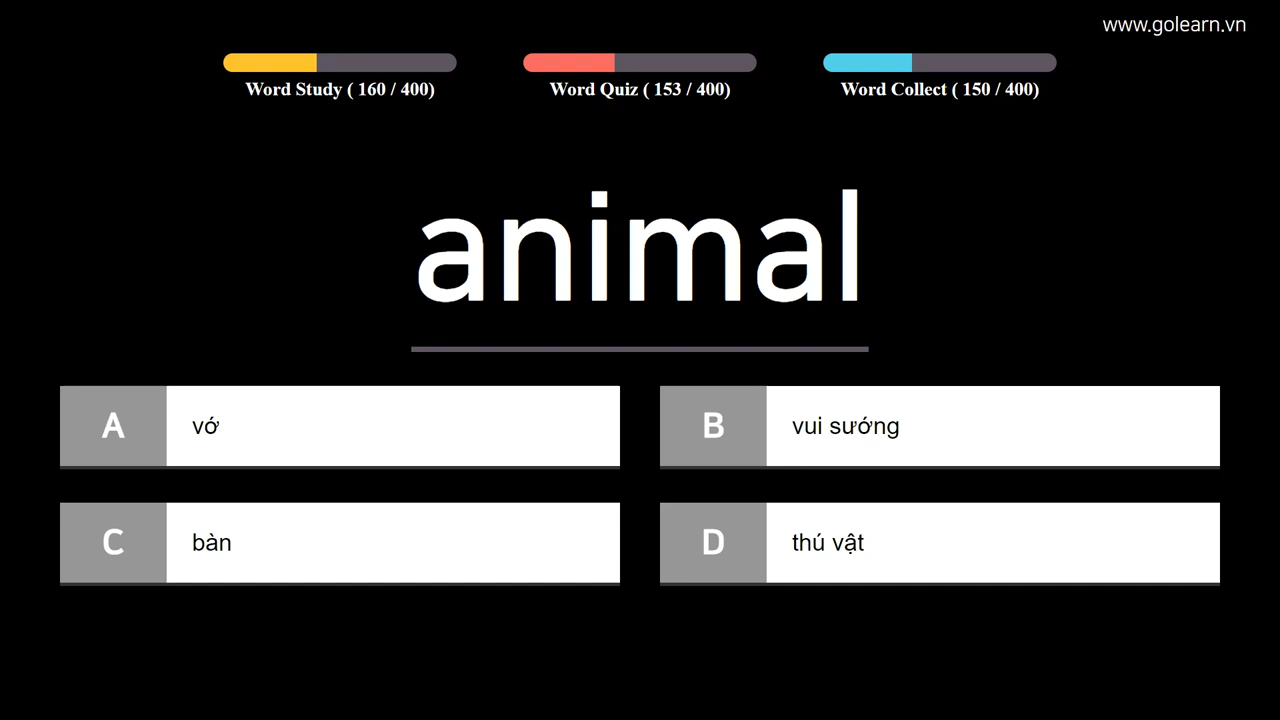 www.golearn.vn
Word Study ( 160 / 400)
Word Quiz ( 153 / 400)
Word Collect ( 150 / 400)
animal
A vớ
B vui sướng
C bàn
D thú vật